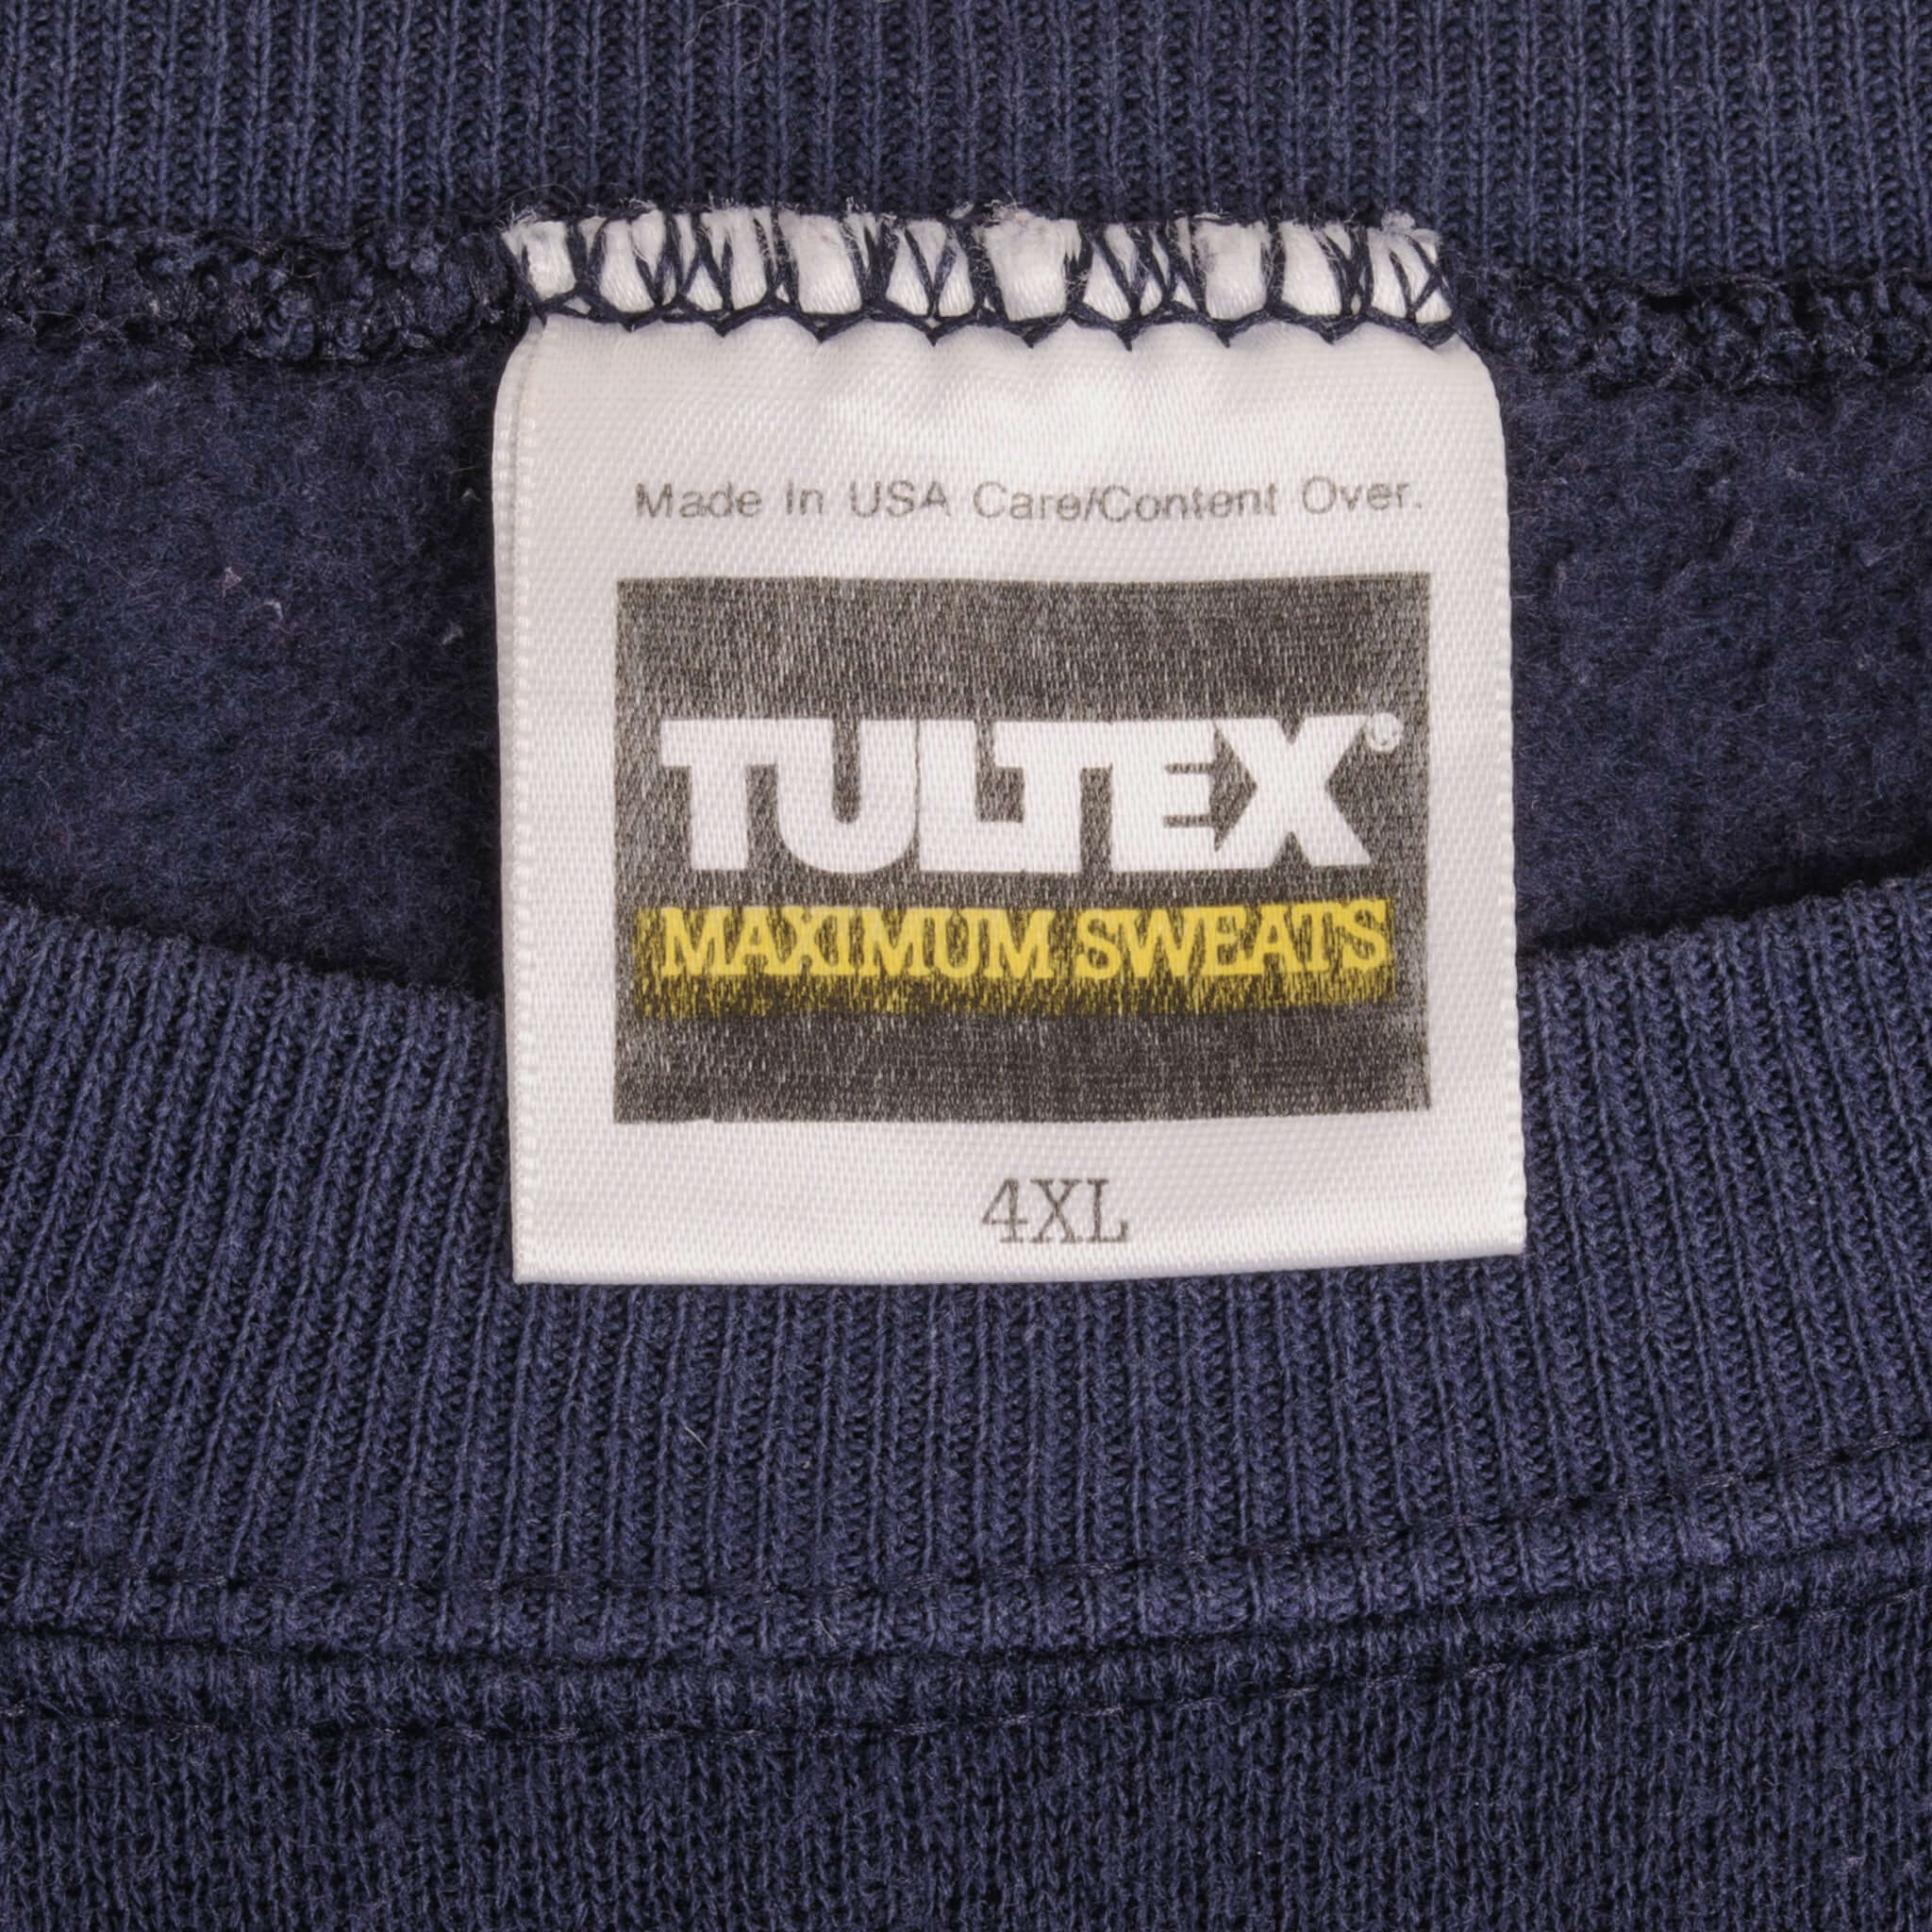 Made In USA Care/Content Over.
TULTEX®
MAXIMUM SWEATS
4XL